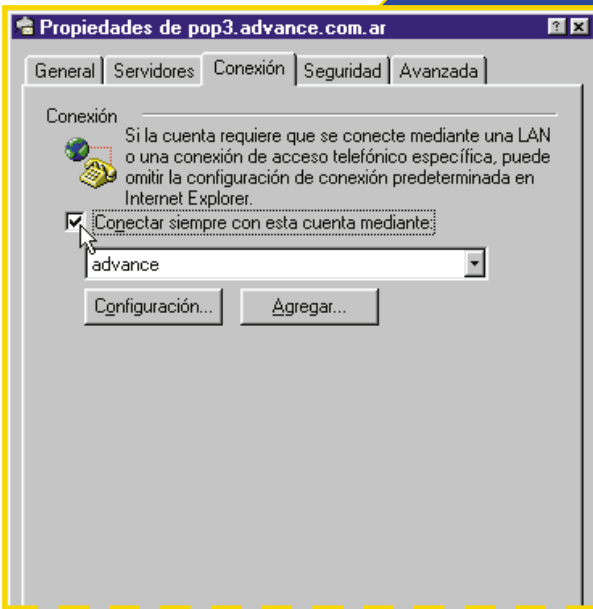 Propiedades de pop3.advance.com.ar
General Servidores Conexión Seguridad Avanzada
Conexión
Si la cuenta requiere que se conecte mediante una LAN
o una conexión de acceso telefónico específica, puede
omitir la configuración de conexión predeterminada en
Internet Explorer.
Conectar siempre con esta cuenta mediante:
advance
Configuración... Agregar...